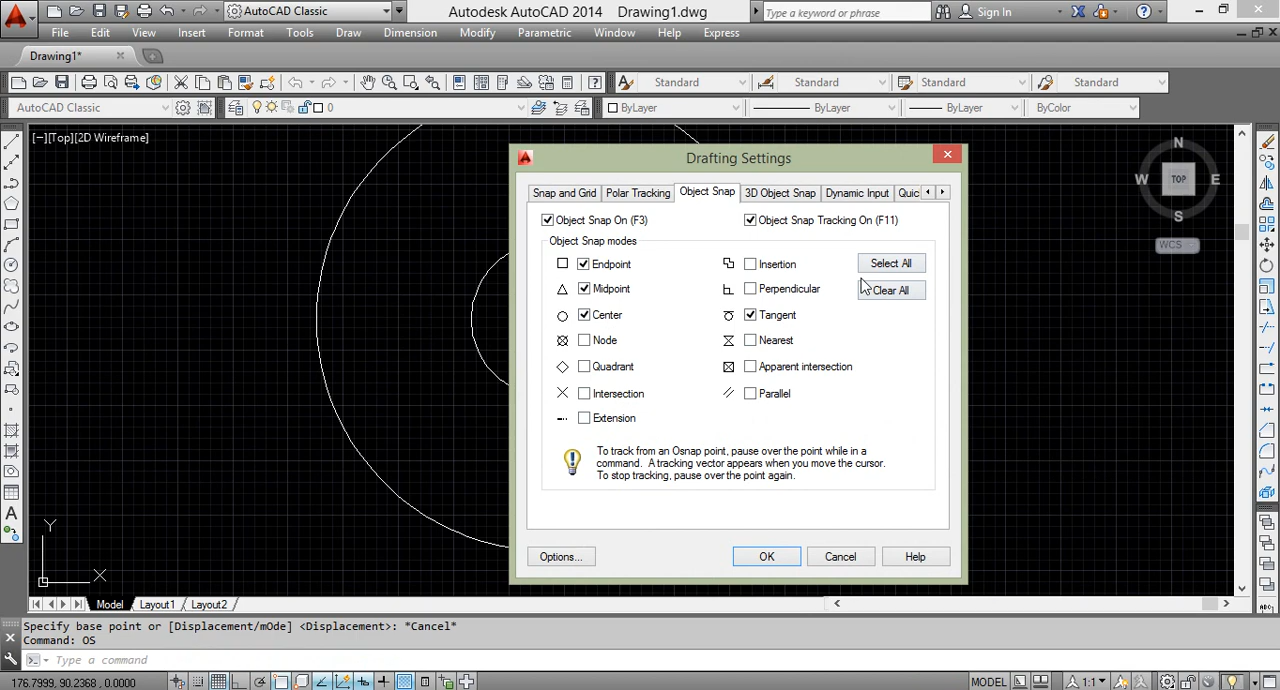 AutoCAD Classic
Autodesk AutoCAD 2014 Drawing1.dwg
Type a keyword or phrase
Sign In
File Edit View Insert Format Tools Draw Dimension Modify Parametric Window Help Express
Drawing1*
Standard Standard Standard Standard
AutoCAD Classic 0 ByLayer ByLayer ByLayer ByColor
[−][Top][2D Wireframe]
N
W TOP E
S
WCS
Drafting Settings
Snap and Grid Polar Tracking Object Snap 3D Object Snap Dynamic Input Quic
Object Snap On (F3) Object Snap Tracking On (F11)
Object Snap modes
Endpoint Insertion Select All
Midpoint Perpendicular Clear All
Center Tangent
Node Nearest
Quadrant Apparent intersection
Intersection Parallel
Extension
To track from an Osnap point, pause over the point while in a
command. A tracking vector appears when you move the cursor.
To stop tracking, pause over the point again.
Options... OK Cancel Help
Y
X
Model Layout1 Layout2
Specify base point or [Displacement/mOde] <Displacement>: *Cancel*
Command: OS
Type a command
176.7999, 90.2368, 0.0000 MODEL 1:1